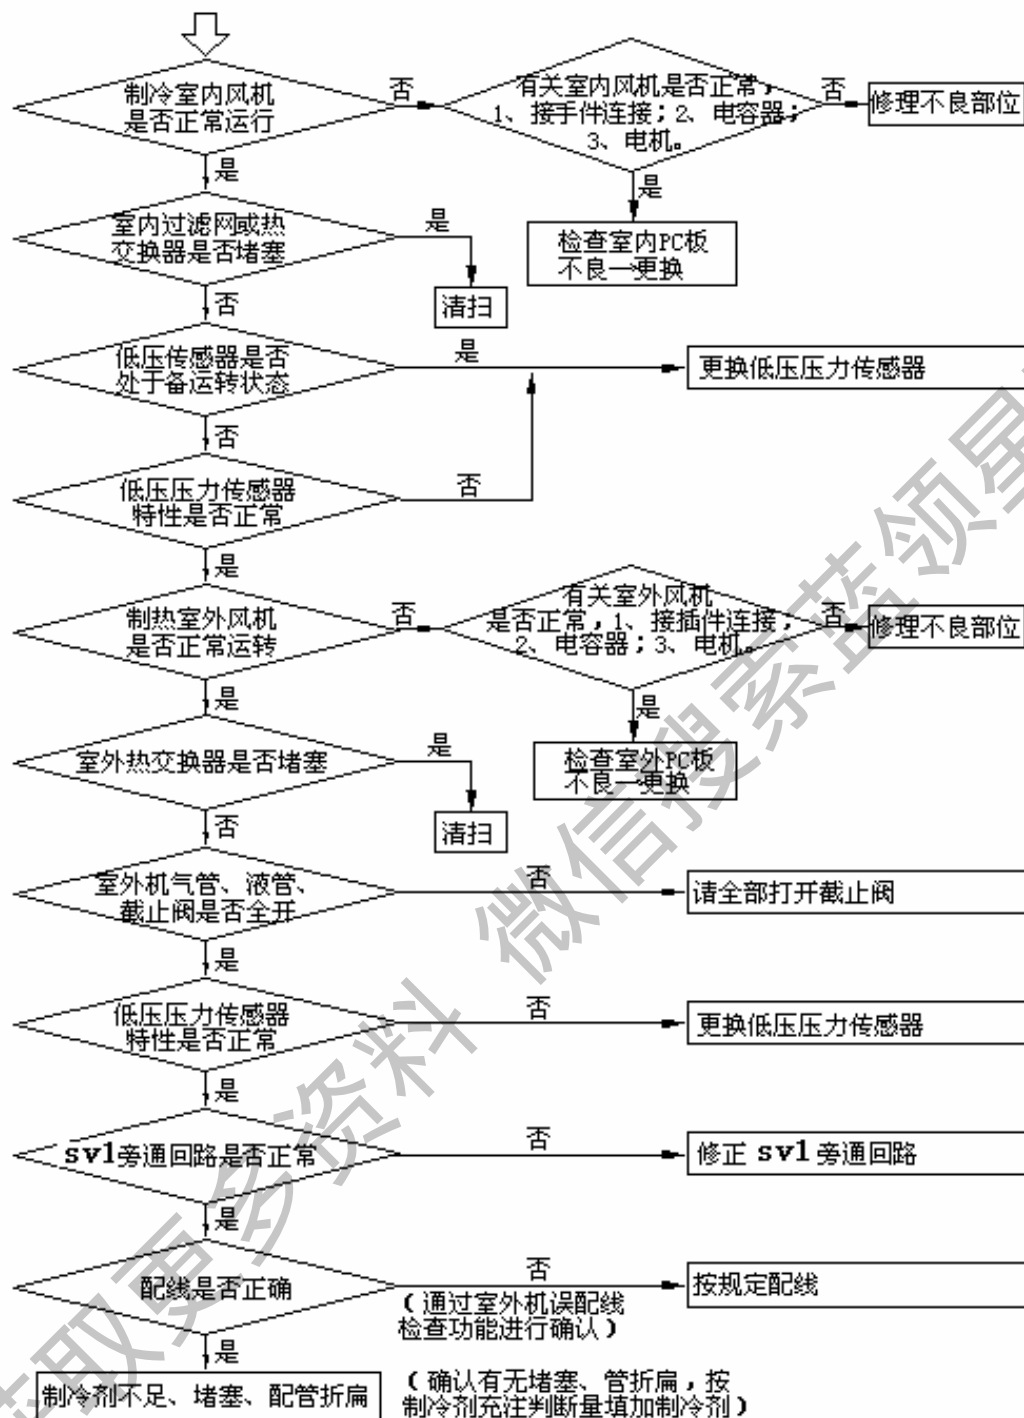 制冷室内风机
是否正常运行
否
有关室内风机是否正常，
1、接手件连接；2、电容器；
3、电机。
否
修理不良部位
是
是
检查室内PC板
不良一更换
室内过滤网或热
交换器是否堵塞
是
清扫
否
低压传感器是否
处于备运转状态
是
更换低压压力传感器
否
低压压力传感器
特性是否正常
否
是
制热室外风机
是否正常运转
否
有关室外风机
是否正常，1、接插件连接；
2、电容器；3、电机。
否
修理不良部位
是
是
检查室外PC板
不良一更换
室外热交换器是否堵塞
是
清扫
否
室外机气管、液管、
截止阀是否全开
否
请全部打开截止阀
是
低压压力传感器
特性是否正常
否
更换低压压力传感器
是
sv1旁通回路是否正常
否
修正 sv1 旁通回路
是
配线是否正确
否
（通过室外机误配线
检查功能进行确认）
按规定配线
是
制冷剂不足、堵塞、配管折扁
（确认有无堵塞、管折扁，按
制冷剂充注判断量填加制冷剂）
获取更多资料 微信搜索蓝领星